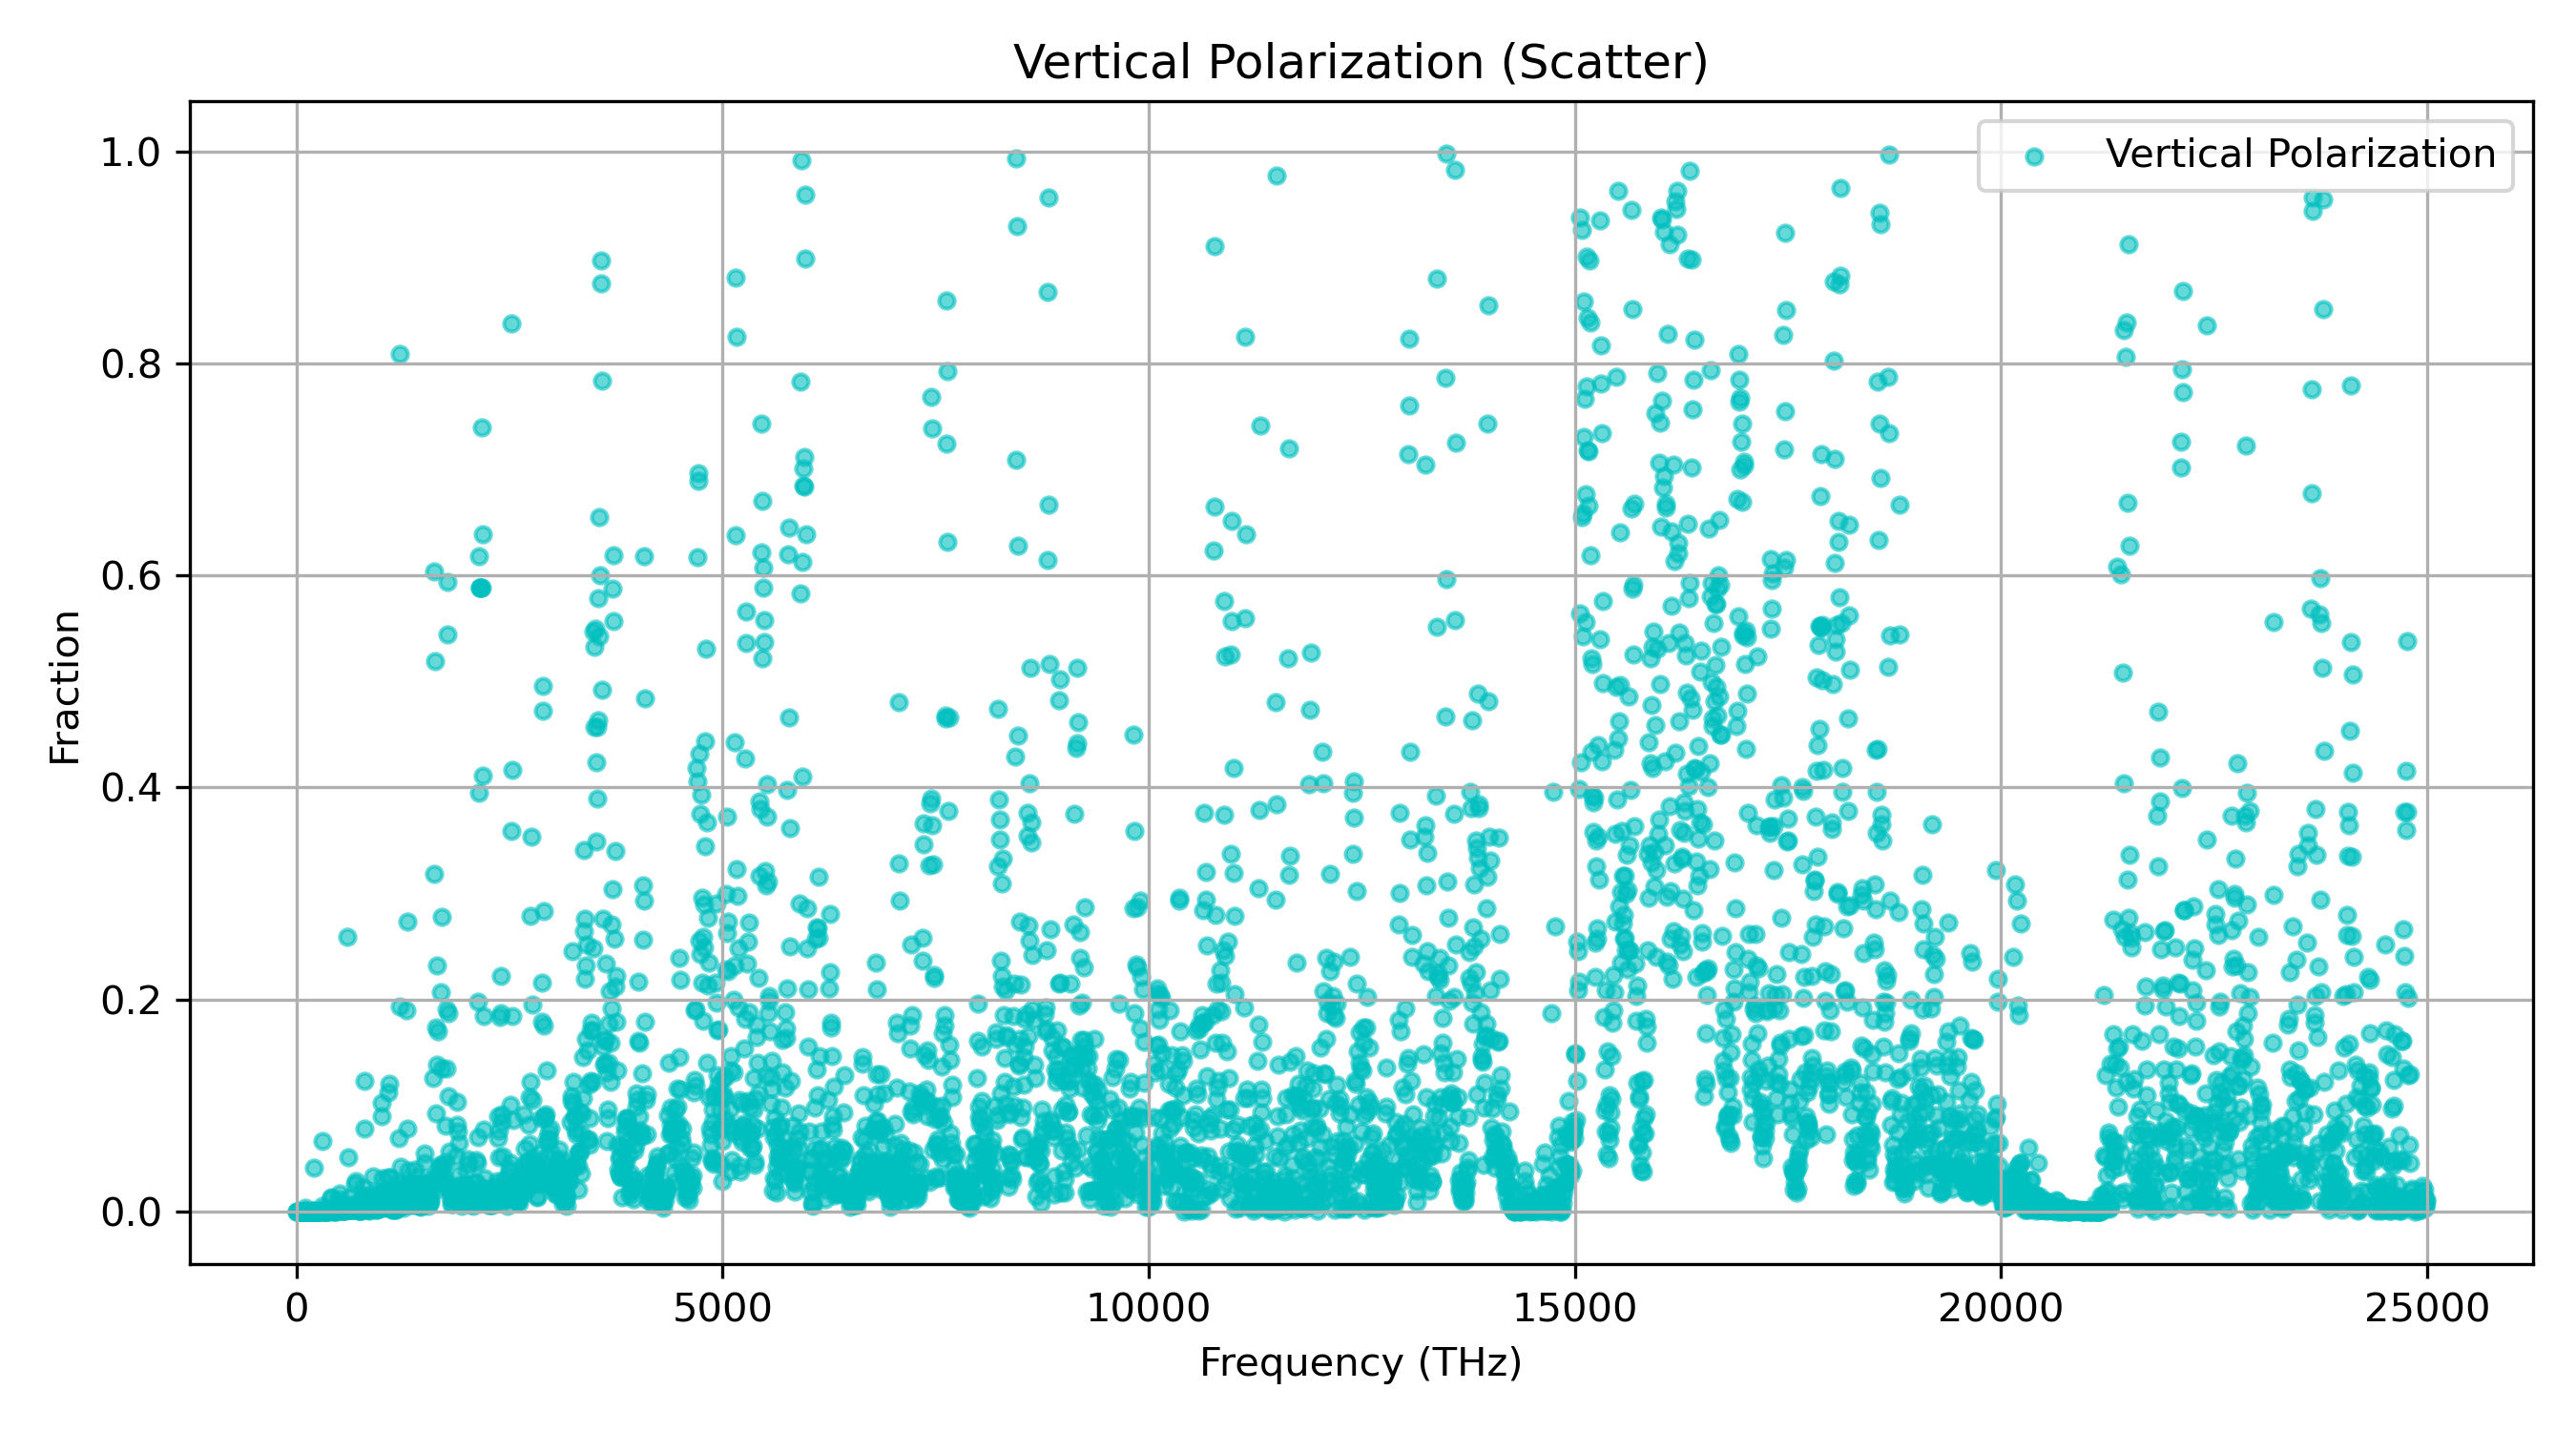 Vertical Polarization (Scatter)
Vertical Polarization
Fraction
1.0
0.8
0.6
0.4
0.2
0.0
0 5000 10000 15000 20000 25000
Frequency (THz)